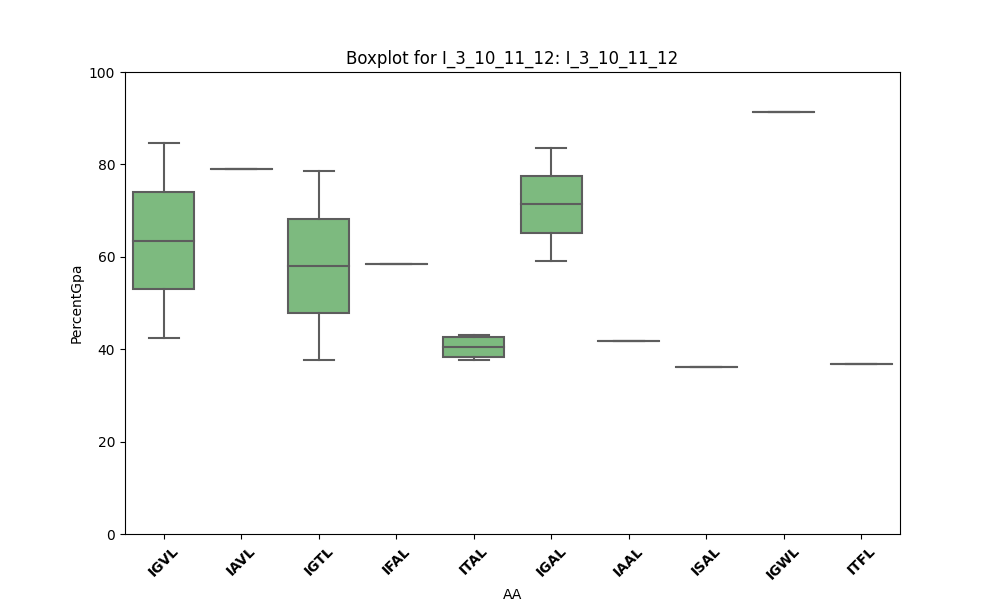 Boxplot for I_3_10_11_12: I_3_10_11_12
PercentGpa
100
80
60
40
20
0
IGVL IAVL IGTL IFAL ITAL IGAL IAAL ISAL IGWL ITFL
AA